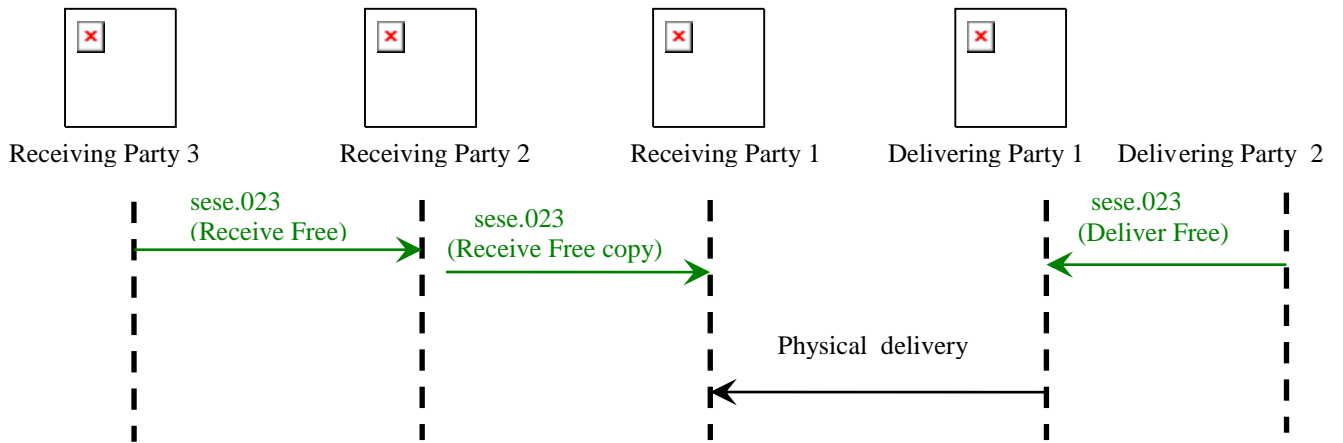 Receiving Party 3
Receiving Party 2
Receiving Party 1
Delivering Party 1
Delivering Party 2
sese.023
(Receive Free)
sese.023
(Receive Free copy)
sese.023
(Deliver Free)
Physical delivery